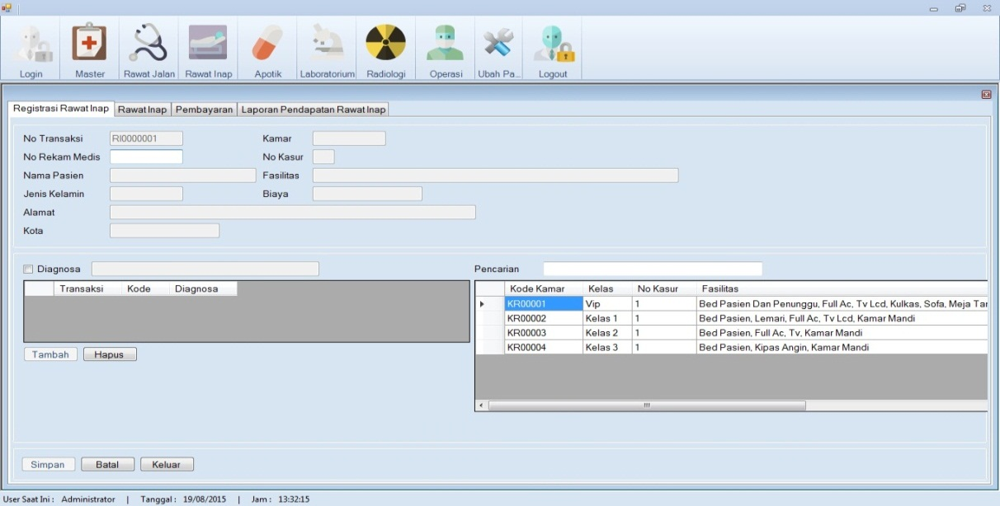 Login Master Rawat Jalan Rawat Inap Apotik Laboratorium Radiologi Operasi Ubah Pa... Logout
Registrasi Rawat Inap Rawat Inap Pembayaran Laporan Pendapatan Rawat Inap
No Transaksi RI0000001 Kamar
No Rekam Medis No Kasur
Nama Pasien Fasilitas
Jenis Kelamin Biaya
Alamat
Kota
Diagnosa Pencarian
Transaksi Kode Diagnosa
Kode Kamar Kelas No Kasur Fasilitas
KR00001 Vip 1 Bed Pasien Dan Penunggu, Full Ac, Tv Lcd, Kulkas, Sofa, Meja Tar
KR00002 Kelas 1 1 Bed Pasien, Lemari, Full Ac, Tv Lcd, Kamar Mandi
KR00003 Kelas 2 1 Bed Pasien, Full Ac, Tv, Kamar Mandi
KR00004 Kelas 3 1 Bed Pasien, Kipas Angin, Kamar Mandi
Tambah Hapus
Simpan Batal Keluar
User Saat Ini : Administrator | Tanggal : 19/08/2015 | Jam : 13:32:15